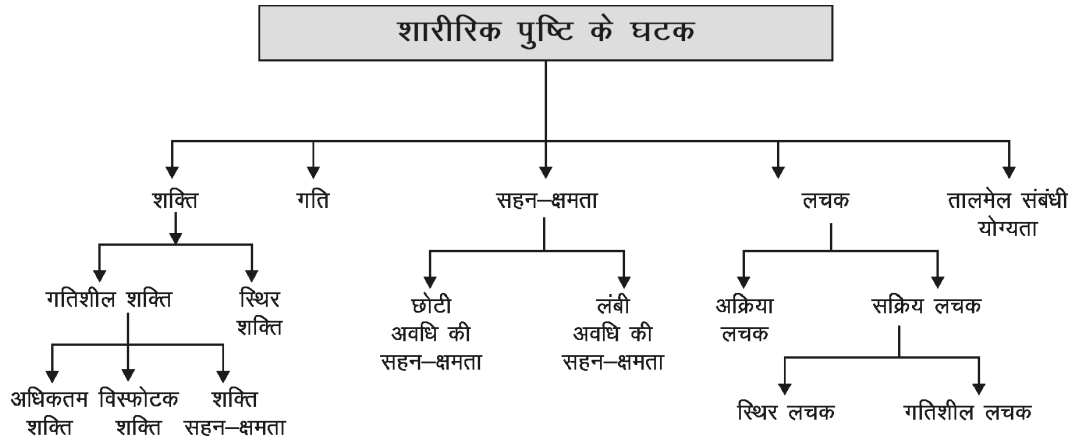 शारीरिक पुष्टि के घटक
शक्ति
गति
सहन–क्षमता
लचक
तालमेल संबंधी
योग्यता
गतिशील शक्ति
स्थिर
शक्ति
छोटी
अवधि की
सहन–क्षमता
लंबी
अवधि की
सहन–क्षमता
अक्रिया
लचक
सक्रिय लचक
अधिकतम
शक्ति
विस्फोटक
शक्ति
शक्ति
सहन–क्षमता
स्थिर लचक
गतिशील लचक